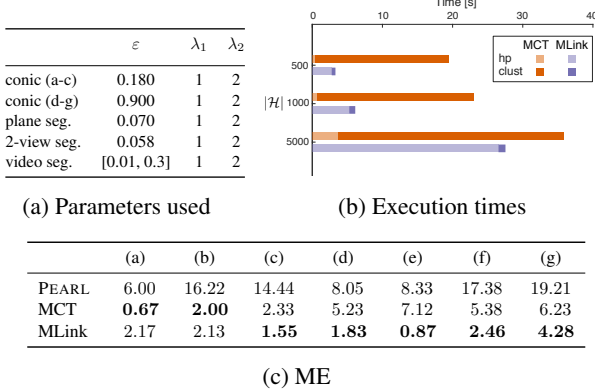 ε λ₁ λ₂
conic (a-c) 0.180 1 2
conic (d-g) 0.900 1 2
plane seg. 0.070 1 2
2-view seg. 0.058 1 2
video seg. [0.01, 0.3] 1 2
(a) Parameters used
Time [s]
0 10 20 30 40
MCT MLink
hp
clust
500
|ℋ| 1000
5000
(b) Execution times
(a) (b) (c) (d) (e) (f) (g)
PEARL 6.00 16.22 14.44 8.05 8.33 17.38 19.21
MCT 0.67 2.00 2.33 5.23 7.12 5.38 6.23
MLink 2.17 2.13 1.55 1.83 0.87 2.46 4.28
(c) ME